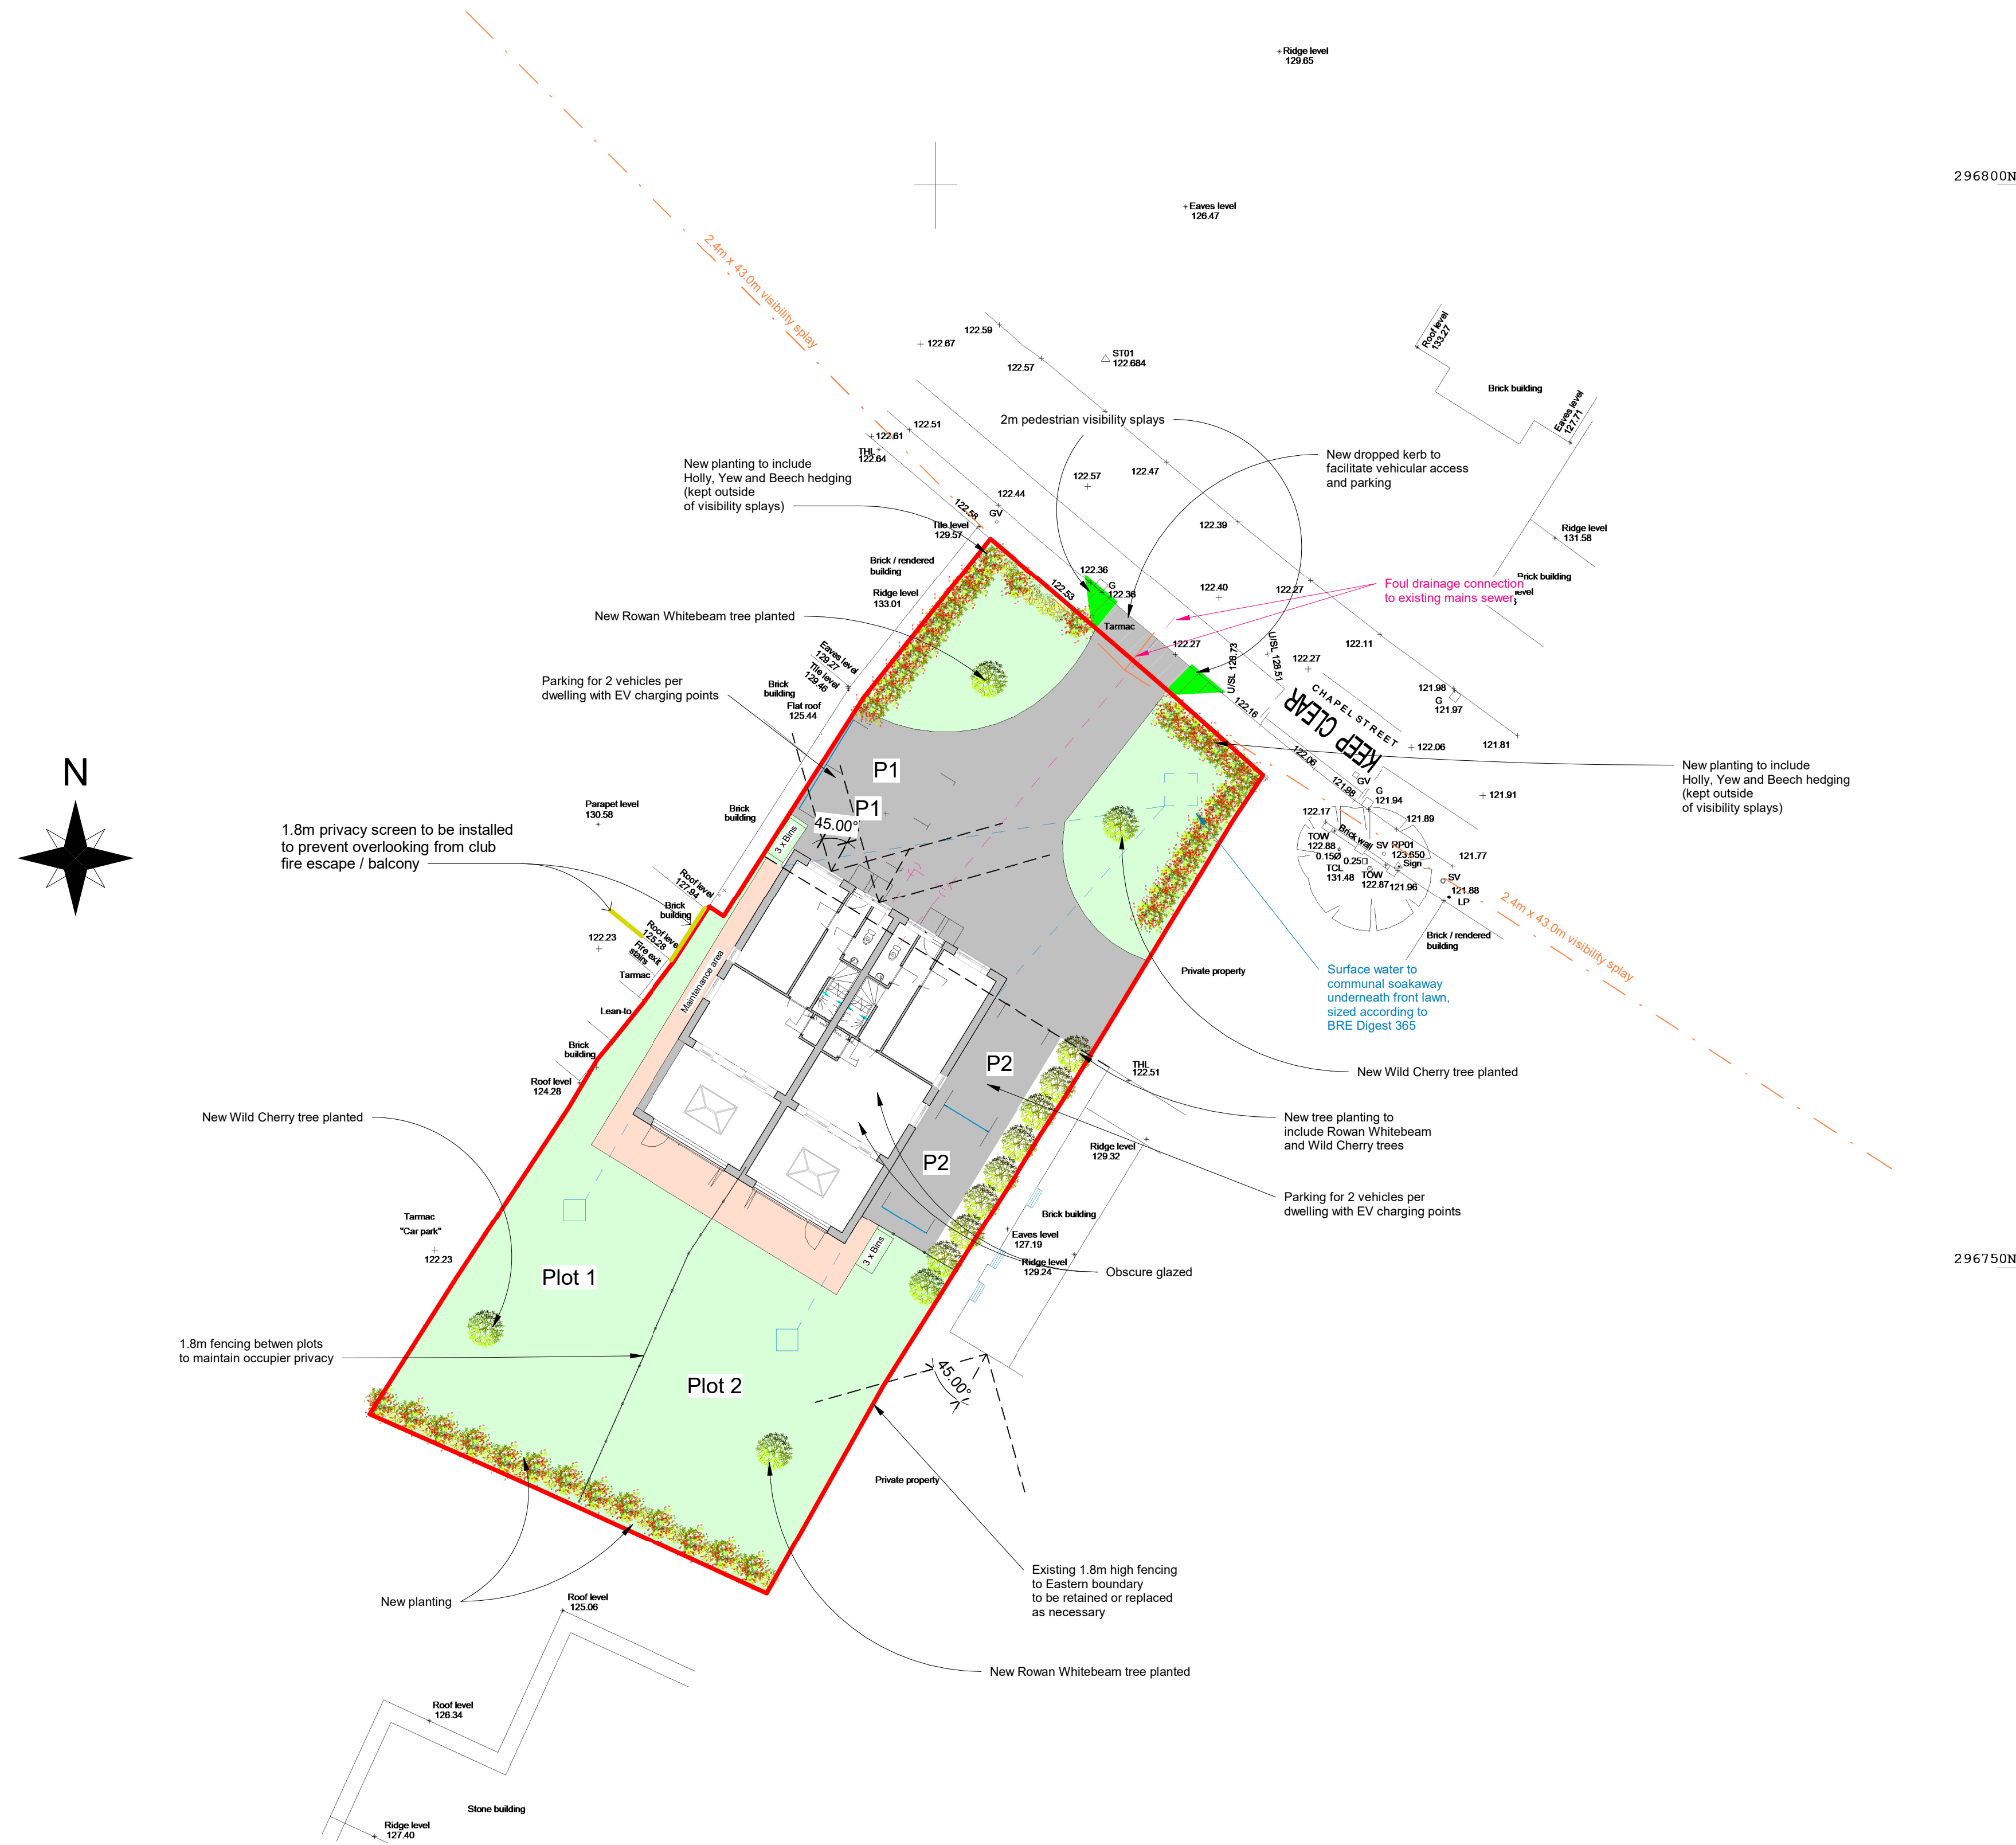 Ridge level
129.65
296800N
Eaves level
126.47
2.4m x 43.0m visibility splay
122.59
122.67
122.57
ST01
122.684
Roof level
133.27
Brick building
Eaves level
127.71
2m pedestrian visibility splays
122.51
122.61
THL
122.64
New planting to include
Holly, Yew and Beech hedging
(kept outside
of visibility splays)
New dropped kerb to
facilitate vehicular access
and parking
122.57
122.47
122.44
122.58
GV
Tile level
129.57
122.39
Ridge level
131.58
Brick / rendered
building
Ridge level
133.01
122.36
G
122.36
122.53
122.40
122.27
Foul drainage connection
to existing mains sewer
Brick building
New Rowan Whitebeam tree planted
Tarmac
122.27
U/SL 128.73
U/SL 128.51
122.27
122.11
Eaves level
129.27
Tile level
129.46
Parking for 2 vehicles per
dwelling with EV charging points
Brick
building
Flat roof
125.44
122.16
CHAPEL STREET
KEEP CLEAR
121.98
G
121.97
122.06
121.81
122.06
121.98
GV
G
121.94
121.91
New planting to include
Holly, Yew and Beech hedging
(kept outside
of visibility splays)
N
P1
P1
45.00°
3 x Bins
Parapet level
130.58
Brick
building
1.8m privacy screen to be installed
to prevent overlooking from club
fire escape / balcony
122.17
121.89
TOW
122.88
Brick wall
SV
RP01
123.650
Sign
0.15Ø
0.25
TCL
131.48
TOW
122.87
121.96
121.77
SV
121.88
LP
2.4m x 43.0m visibility splay
Roof level
127.94
Brick
building
Roof level
125.28
Fire exit
stairs
122.23
Tarmac
Maintenance area
Brick / rendered
building
Private property
Surface water to
communal soakaway
underneath front lawn,
sized according to
BRE Digest 365
Lean-to
Brick
building
Roof level
124.28
P2
THL
122.51
New Wild Cherry tree planted
New Wild Cherry tree planted
New tree planting to
include Rowan Whitebeam
and Wild Cherry trees
Ridge level
129.32
P2
Parking for 2 vehicles per
dwelling with EV charging points
Tarmac
"Car park"
122.23
Brick building
Eaves level
127.19
Ridge level
129.24
3 x Bins
Obscure glazed
296750N
Plot 1
1.8m fencing betwen plots
to maintain occupier privacy
Plot 2
45.00°
Private property
Existing 1.8m high fencing
to Eastern boundary
to be retained or replaced
as necessary
New planting
Roof level
125.06
New Rowan Whitebeam tree planted
Roof level
126.34
Stone building
Ridge level
127.40